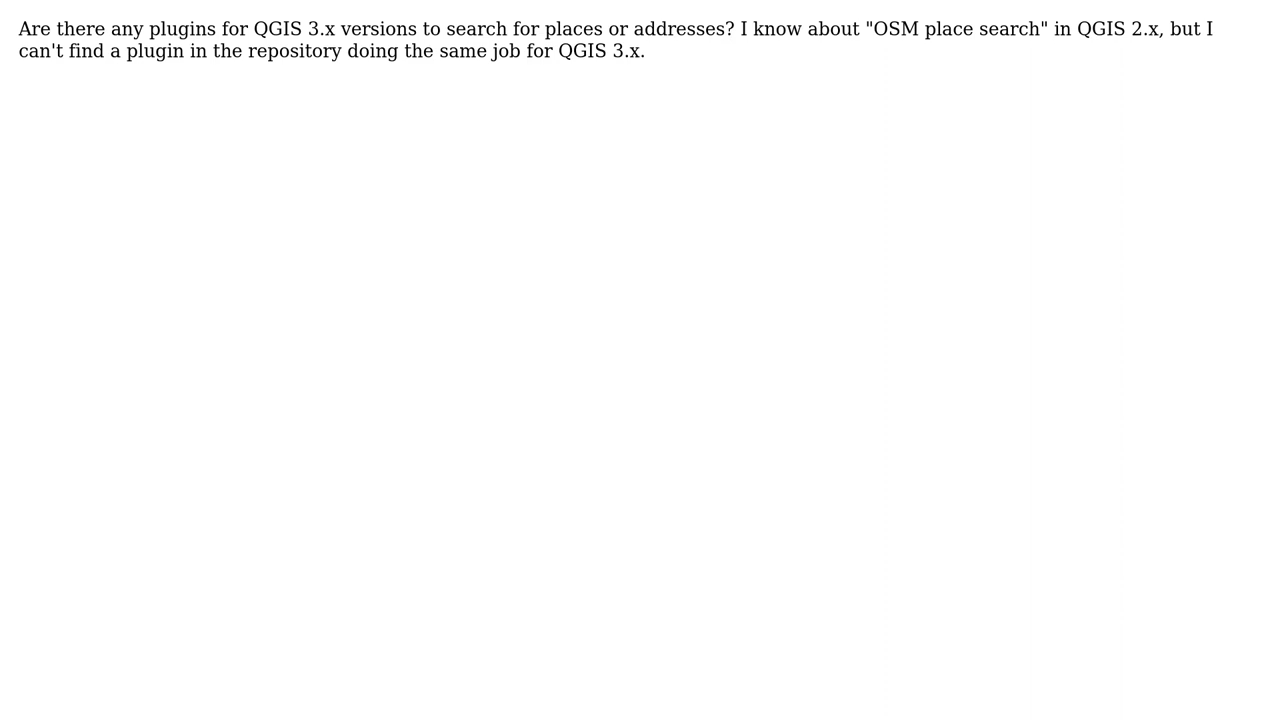 Are there any plugins for QGIS 3.x versions to search for places or addresses? I know about "OSM place search" in QGIS 2.x, but I
can't find a plugin in the repository doing the same job for QGIS 3.x.